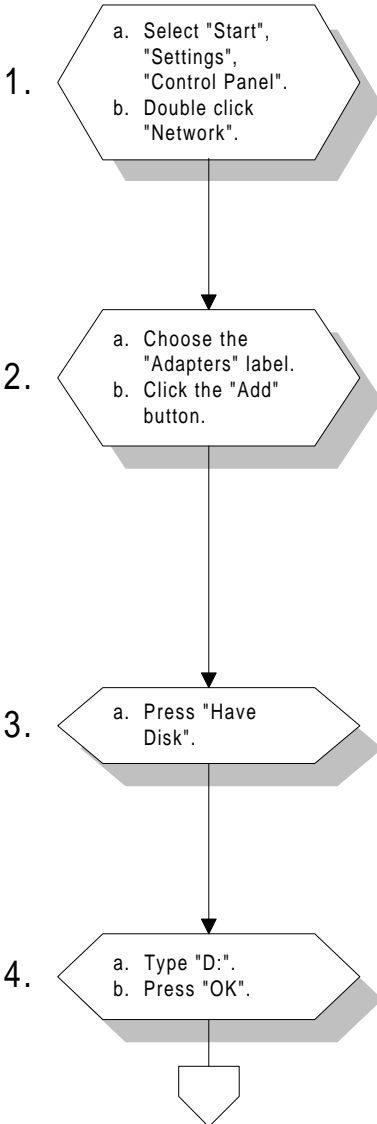 1.
a. Select "Start",
"Settings",
"Control Panel".
b. Double click
"Network".
2.
a. Choose the
"Adapters" label.
b. Click the "Add"
button.
3.
a. Press "Have
Disk".
4.
a. Type "D:".
b. Press "OK".